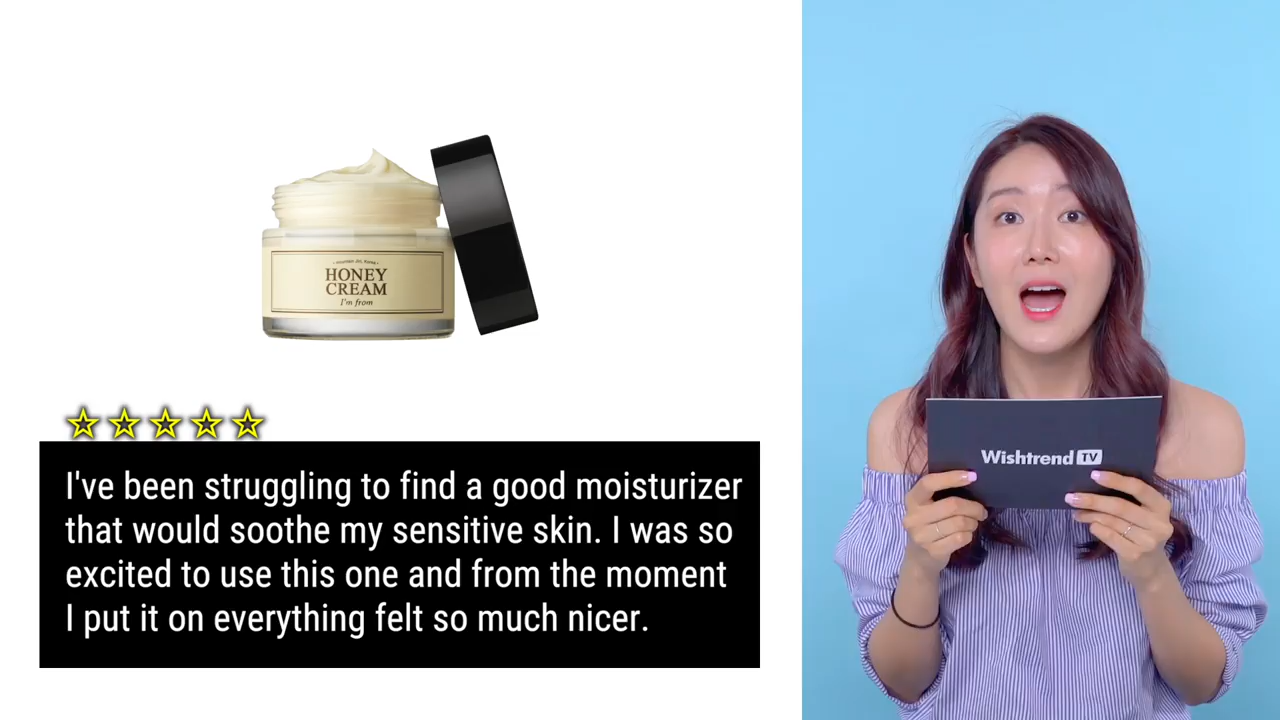 HONEY
CREAM
I'm from
I've been struggling to find a good moisturizer
that would soothe my sensitive skin. I was so
excited to use this one and from the moment
I put it on everything felt so much nicer.
Wishtrend TV